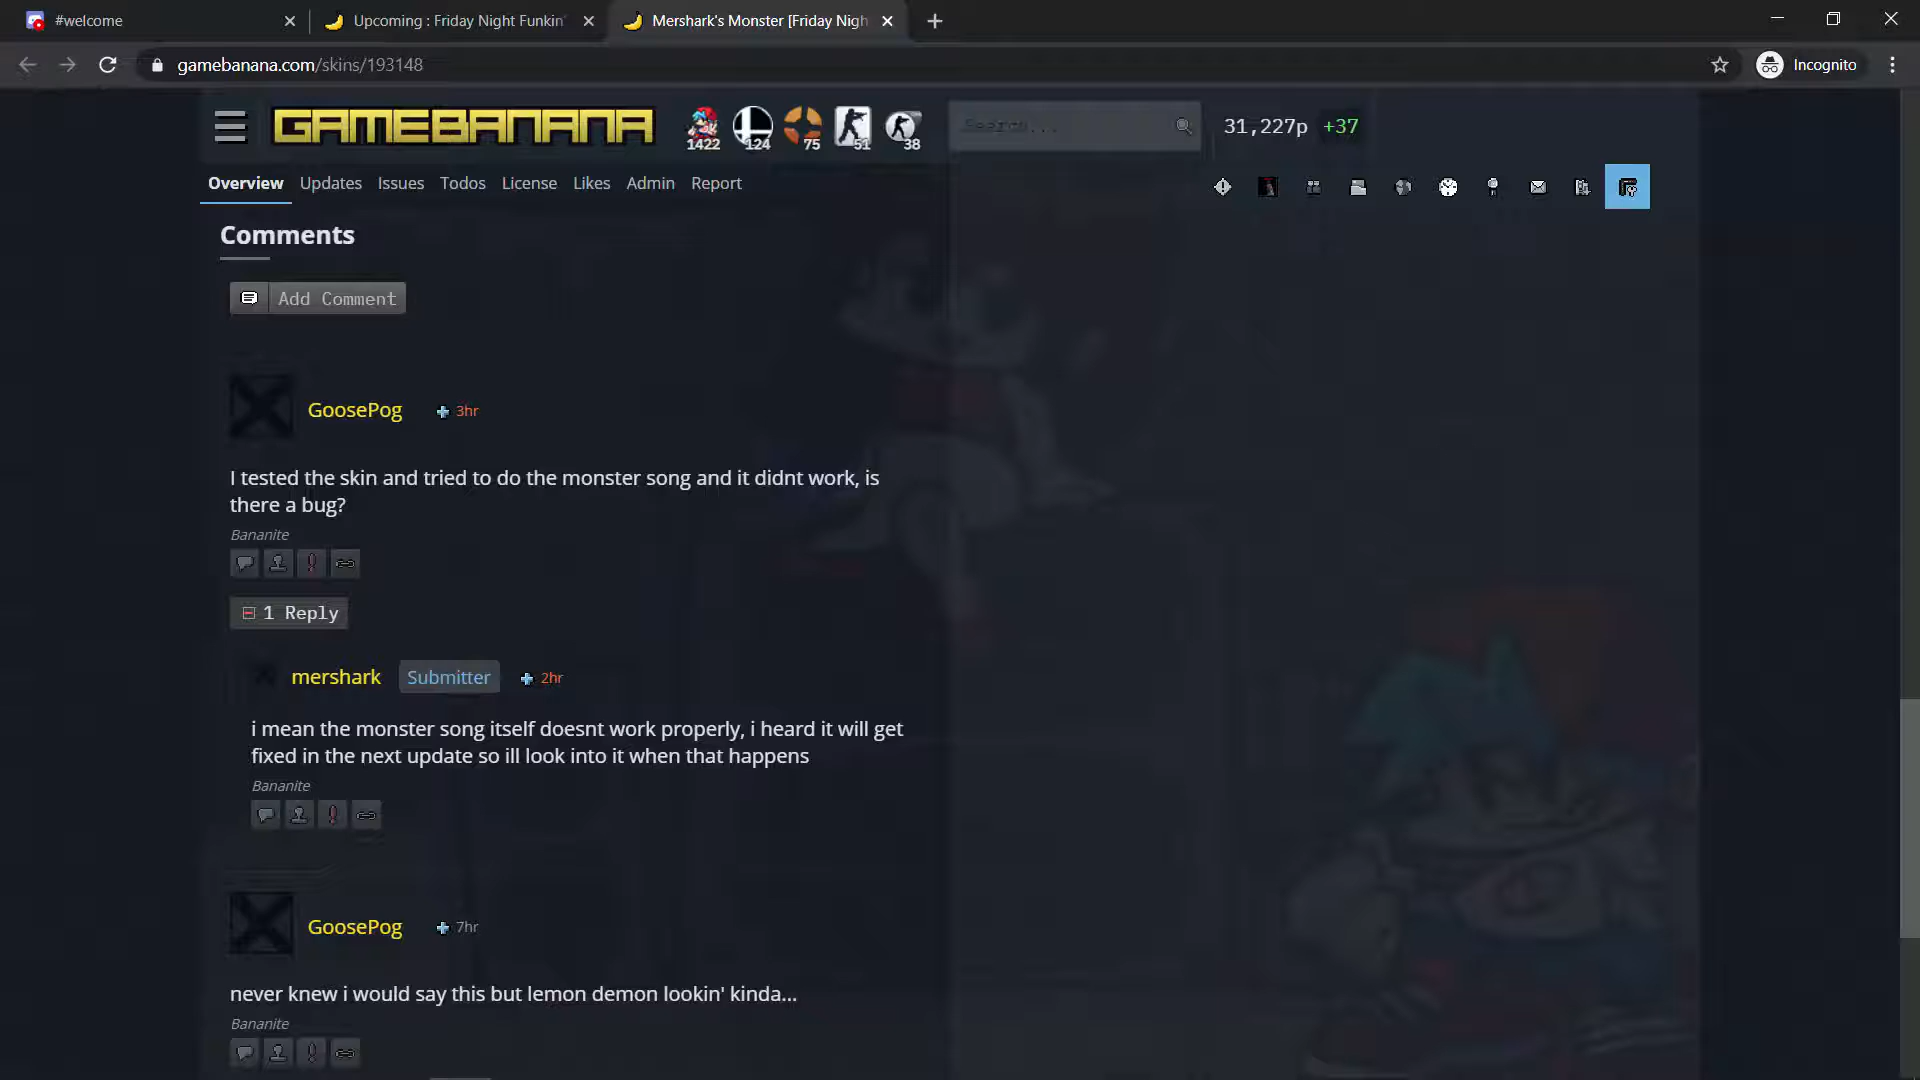 #welcome
Upcoming : Friday Night Funkin'
Mershark's Monster [Friday Nigh
gamebanana.com/skins/193148
Incognito
GAMEBANANA
1422
124
75
51
38
Search...
31,227p +37
Overview Updates Issues Todos License Likes Admin Report
Comments
Add Comment
GoosePog 3hr
I tested the skin and tried to do the monster song and it didnt work, is
there a bug?
Bananite
1 Reply
mershark Submitter 2hr
i mean the monster song itself doesnt work properly, i heard it will get
fixed in the next update so ill look into it when that happens
Bananite
GoosePog 7hr
never knew i would say this but lemon demon lookin' kinda...
Bananite